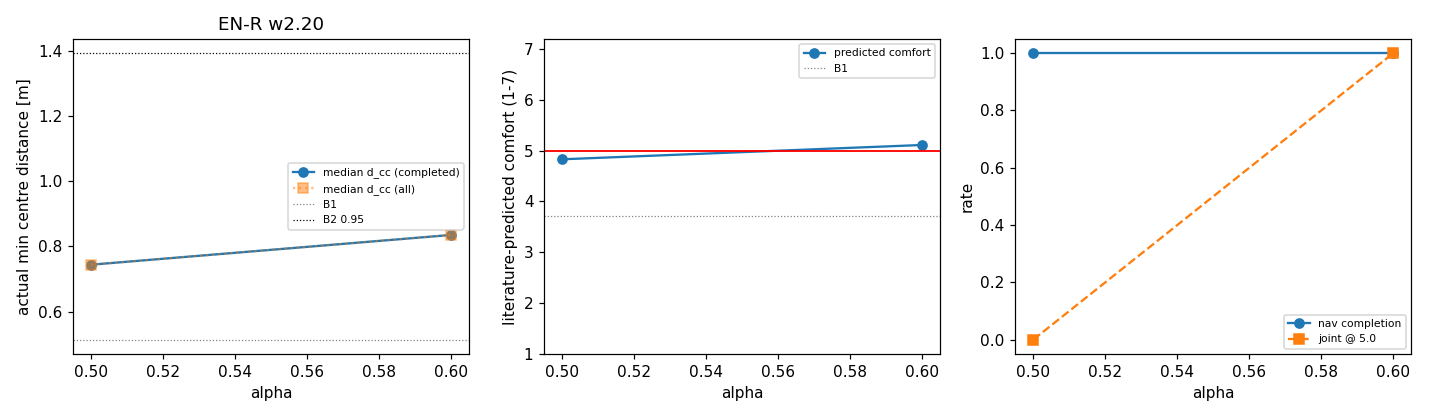 EN-R w2.20
actual min centre distance [m]
1.4
1.2
1.0
0.8
0.6
median d_cc (completed)
median d_cc (all)
B1
B2 0.95
0.50 0.52 0.54 0.56 0.58 0.60
alpha
literature-predicted comfort (1-7)
7
6
5
4
3
2
1
predicted comfort
B1
0.50 0.52 0.54 0.56 0.58 0.60
alpha
rate
1.0
0.8
0.6
0.4
0.2
0.0
nav completion
joint @ 5.0
0.50 0.52 0.54 0.56 0.58 0.60
alpha